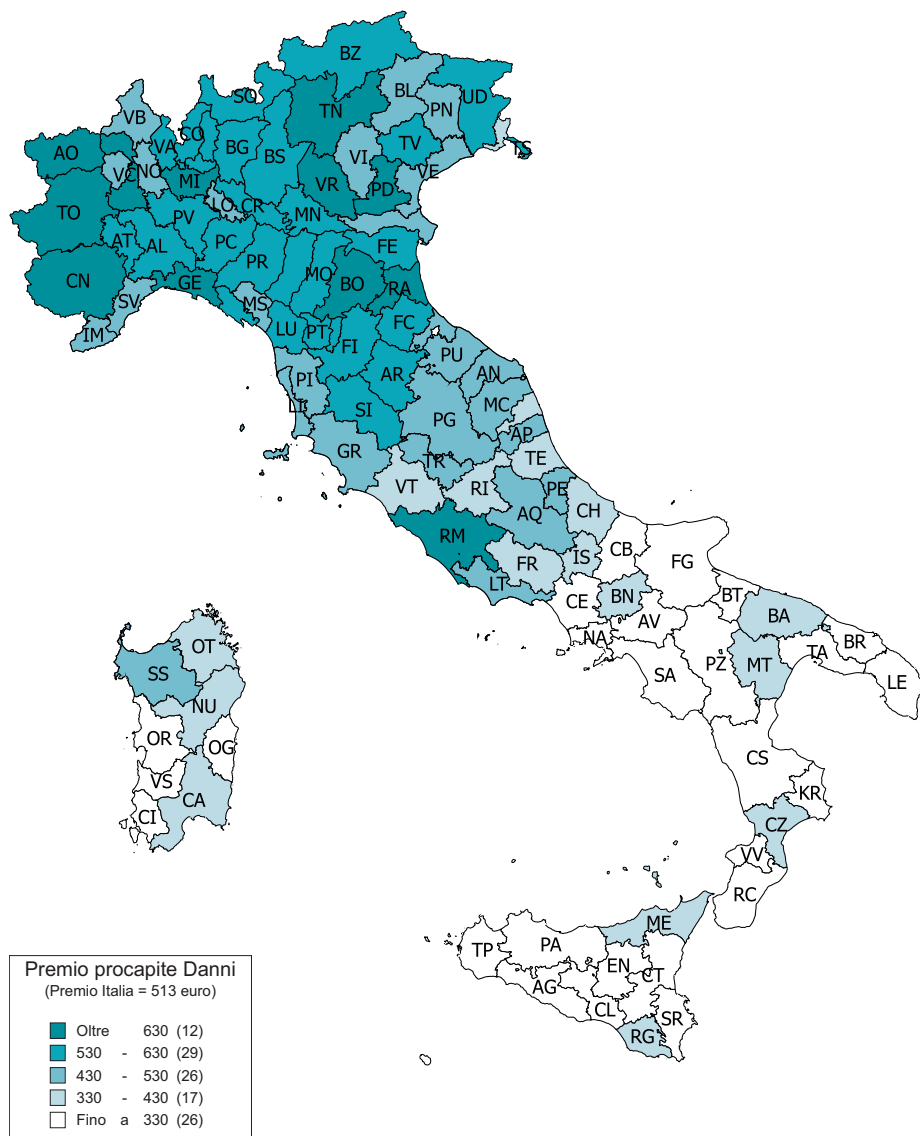 BZ
SO
BL
UD
VB
TN
PN
CO
VA
BG
BS
TV
AO
VI
VE
VC
NO
MI
VR
PD
TO
LO
CR
MN
PV
AT
AL
PC
PR
FE
CN
GE
MO
BO
RA
SV
MS
IM
LU
PT
FC
FI
PU
PI
AR
AN
LI
SI
MC
PG
AP
GR
TR
TE
VT
RI
PE
AQ
CH
RM
FR
IS
CB
FG
LT
CE
BN
BT
BA
NA
AV
BR
OT
PZ
MT
TA
SS
SA
LE
NU
OR
OG
CS
VS
CA
KR
CI
CZ
VV
RC
ME
TP
PA
EN
CT
AG
CL
SR
RG
Premio procapite Danni
(Premio Italia = 513 euro)
Oltre 630 (12)
530 - 630 (29)
430 - 530 (26)
330 - 430 (17)
Fino a 330 (26)